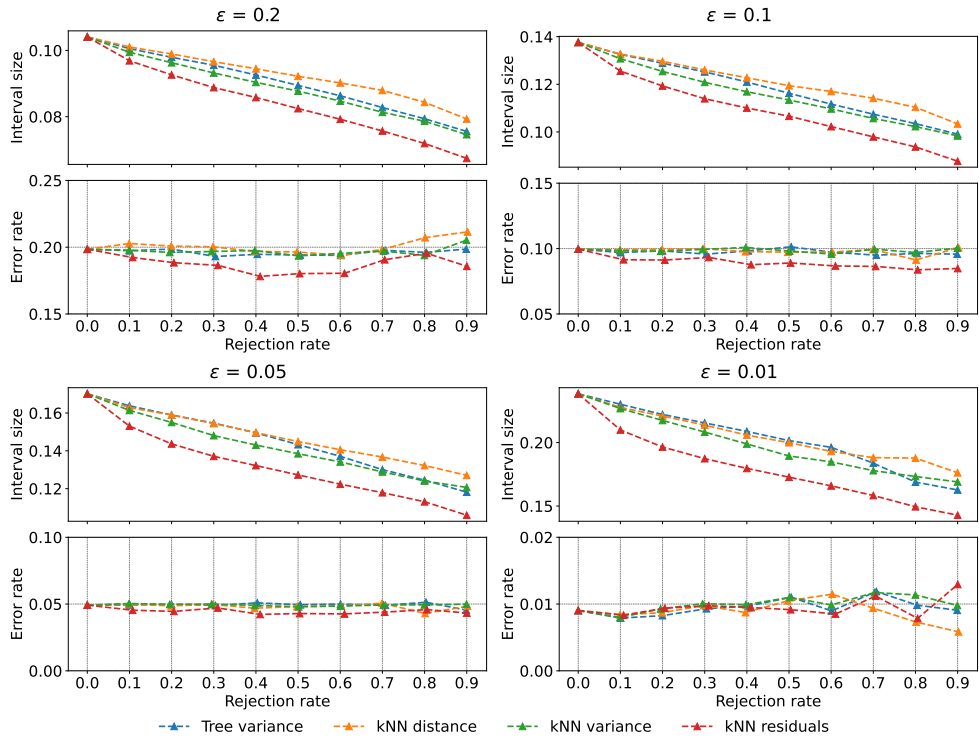 ε = 0.2
0.10
0.08
Interval size
0.25
0.20
0.15
Error rate
0.0 0.1 0.2 0.3 0.4 0.5 0.6 0.7 0.8 0.9
Rejection rate
ε = 0.1
0.14
0.12
0.10
Interval size
0.15
0.10
0.05
Error rate
0.0 0.1 0.2 0.3 0.4 0.5 0.6 0.7 0.8 0.9
Rejection rate
ε = 0.05
0.16
0.14
0.12
Interval size
0.10
0.05
0.00
Error rate
0.0 0.1 0.2 0.3 0.4 0.5 0.6 0.7 0.8 0.9
Rejection rate
ε = 0.01
0.20
0.15
Interval size
0.02
0.01
0.00
Error rate
0.0 0.1 0.2 0.3 0.4 0.5 0.6 0.7 0.8 0.9
Rejection rate
Tree variance kNN distance kNN variance kNN residuals